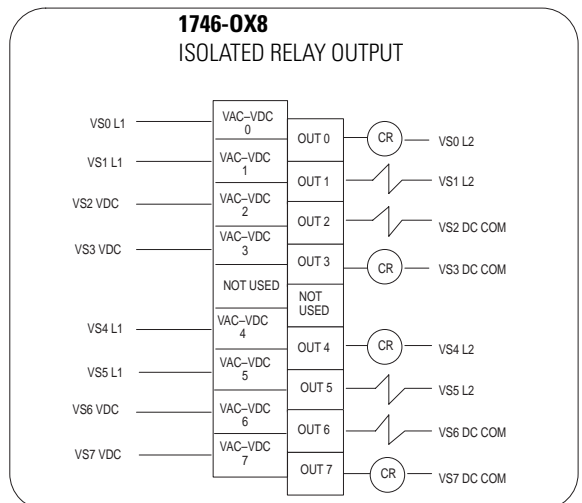 1746-OX8
ISOLATED RELAY OUTPUT
VS0 L1
VAC–VDC
0
OUT 0
CR
VS0 L2
VS1 L1
VAC–VDC
1
OUT 1
VS1 L2
VS2 VDC
VAC–VDC
2
OUT 2
VS2 DC COM
VS3 VDC
VAC–VDC
3
OUT 3
CR
VS3 DC COM
NOT USED
NOT
USED
VS4 L1
VAC–VDC
4
OUT 4
CR
VS4 L2
VS5 L1
VAC–VDC
5
OUT 5
VS5 L2
VS6 VDC
VAC–VDC
6
OUT 6
VS6 DC COM
VS7 VDC
VAC–VDC
7
OUT 7
CR
VS7 DC COM